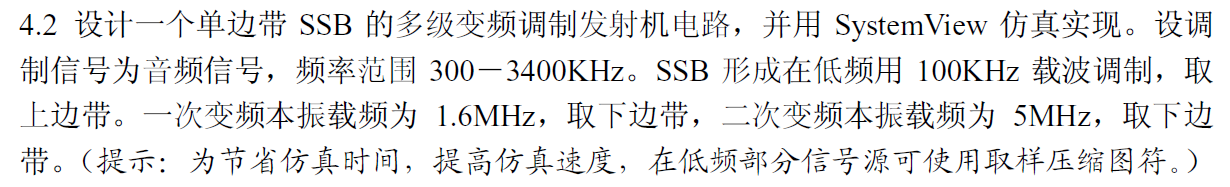 4.2 设计一个单边带 SSB 的多级变频调制发射机电路，并用 SystemView 仿真实现。设调
制信号为音频信号，频率范围 300－3400KHz。SSB 形成在低频用 100KHz 载波调制，取
上边带。一次变频本振载频为 1.6MHz，取下边带，二次变频本振载频为 5MHz，取下边
带。（提示：为节省仿真时间，提高仿真速度，在低频部分信号源可使用取样压缩图符。）